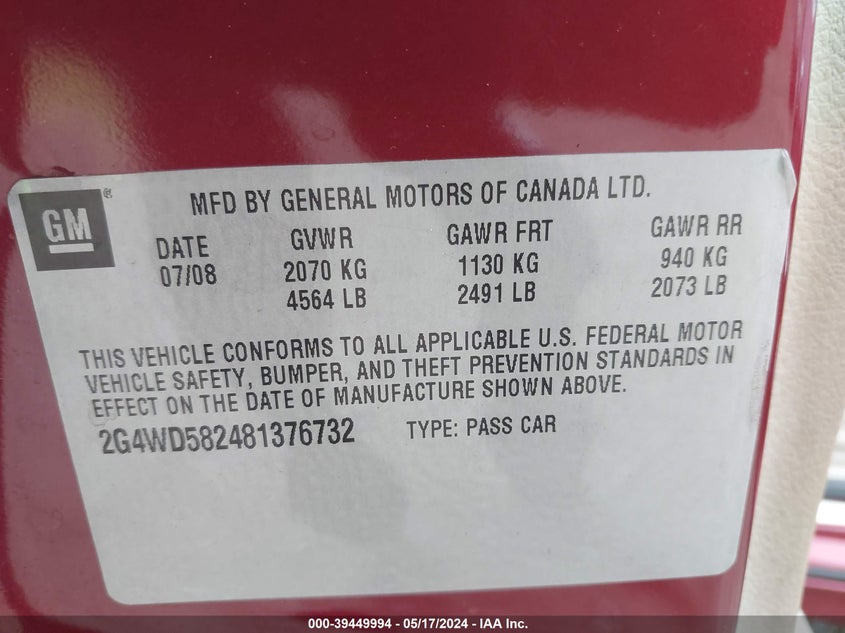 GM
MFD BY GENERAL MOTORS OF CANADA LTD.
DATE GVWR GAWR FRT GAWR RR
07/08 2070 KG 1130 KG 940 KG
4564 LB 2491 LB 2073 LB
THIS VEHICLE CONFORMS TO ALL APPLICABLE U.S. FEDERAL MOTOR
VEHICLE SAFETY, BUMPER, AND THEFT PREVENTION STANDARDS IN
EFFECT ON THE DATE OF MANUFACTURE SHOWN ABOVE.
2G4WD582481376732 TYPE: PASS CAR
000-39449994 - 05/17/2024 - IAA Inc.